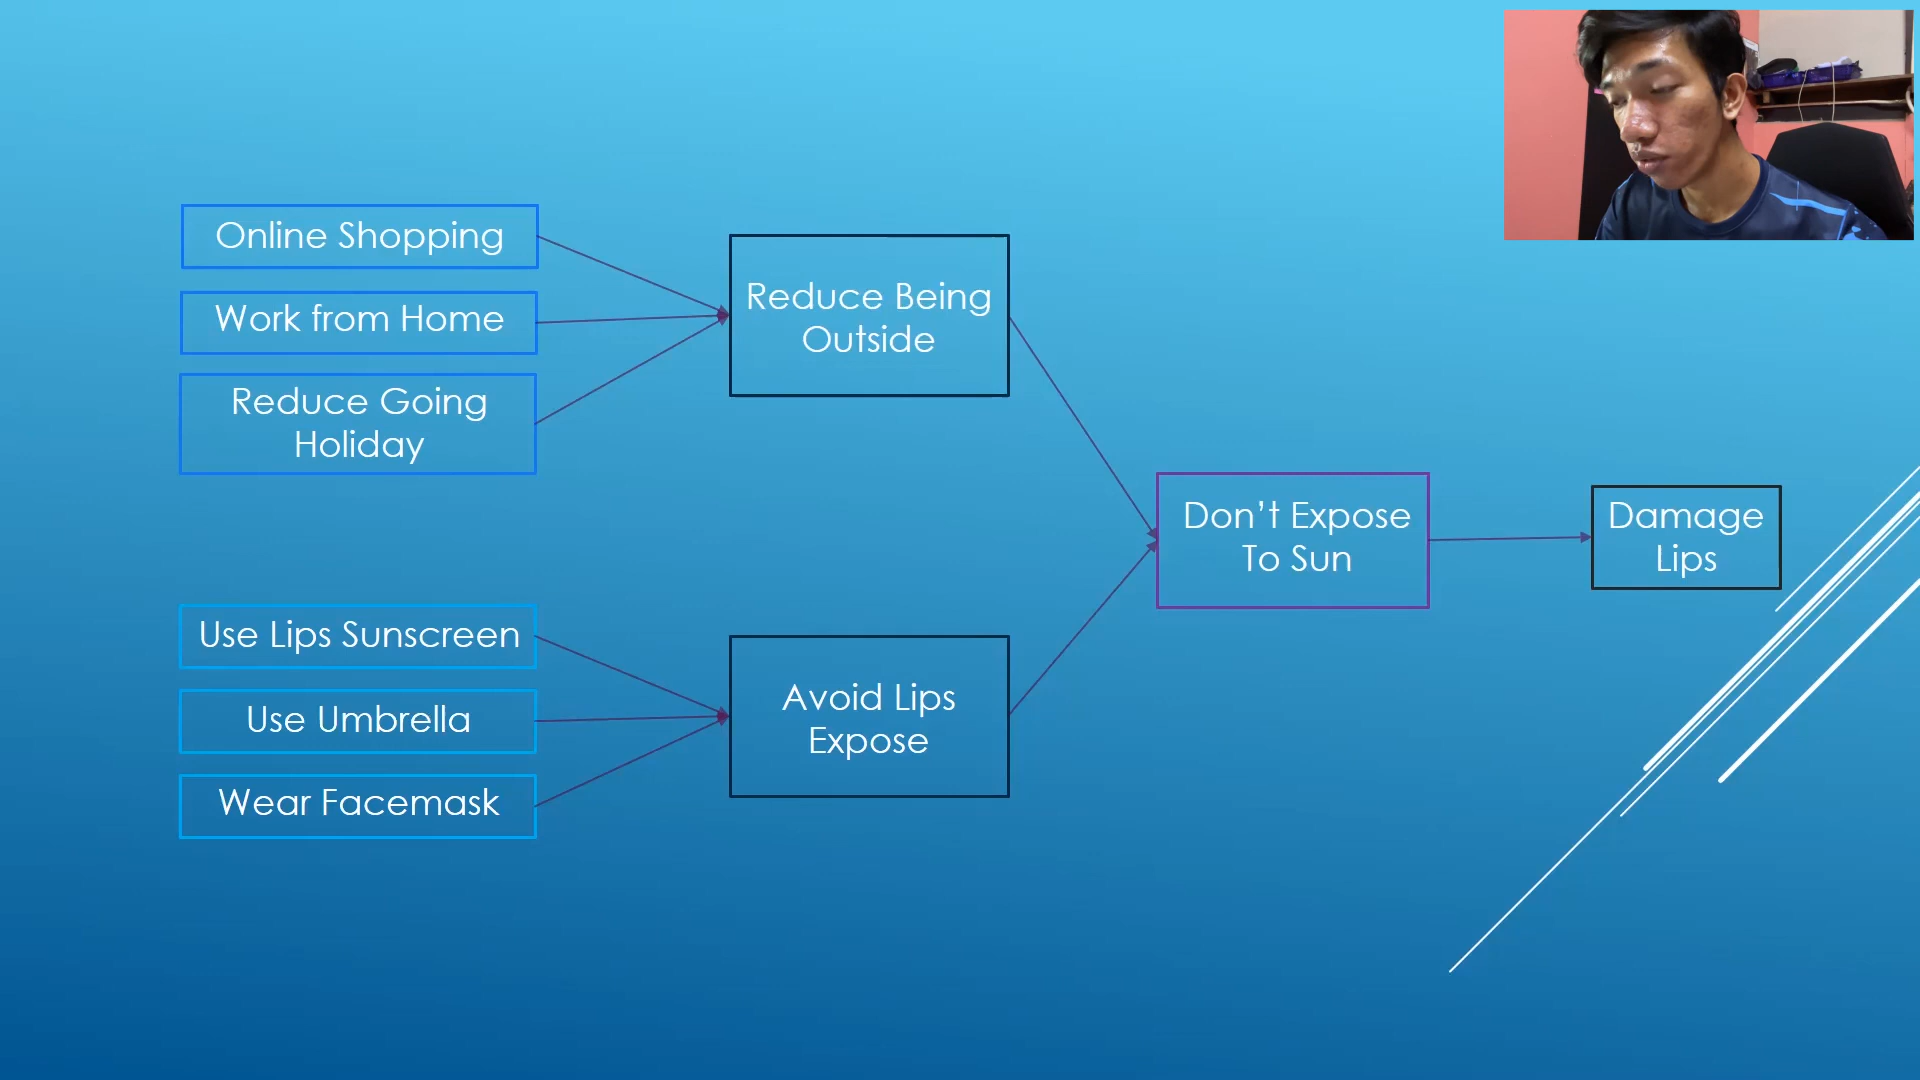 Online Shopping
Work from Home
Reduce Going
Holiday
Reduce Being
Outside
Use Lips Sunscreen
Use Umbrella
Wear Facemask
Avoid Lips
Expose
Don't Expose
To Sun
Damage
Lips